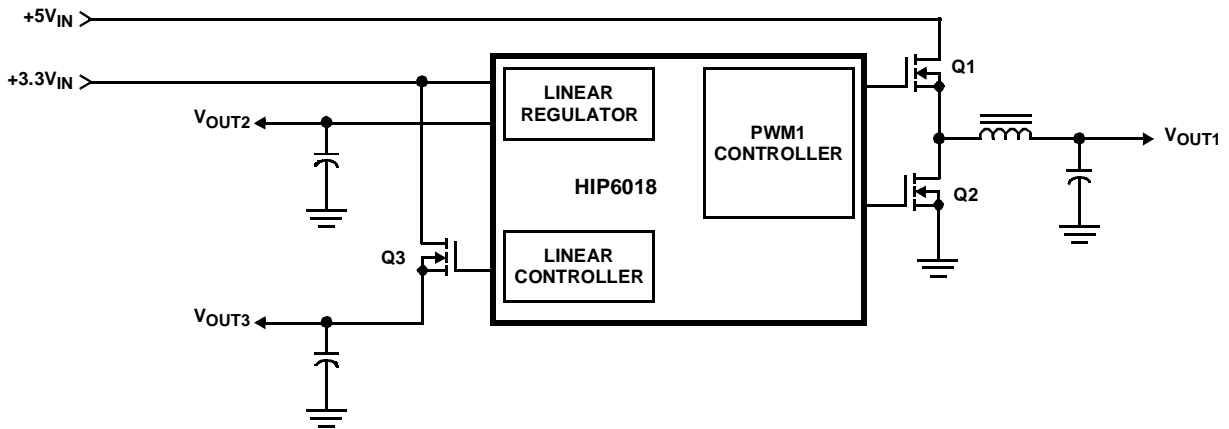 +5VIN
+3.3VIN
VOUT2
VOUT3
LINEAR
REGULATOR
HIP6018
LINEAR
CONTROLLER
PWM1
CONTROLLER
Q1
Q2
Q3
VOUT1